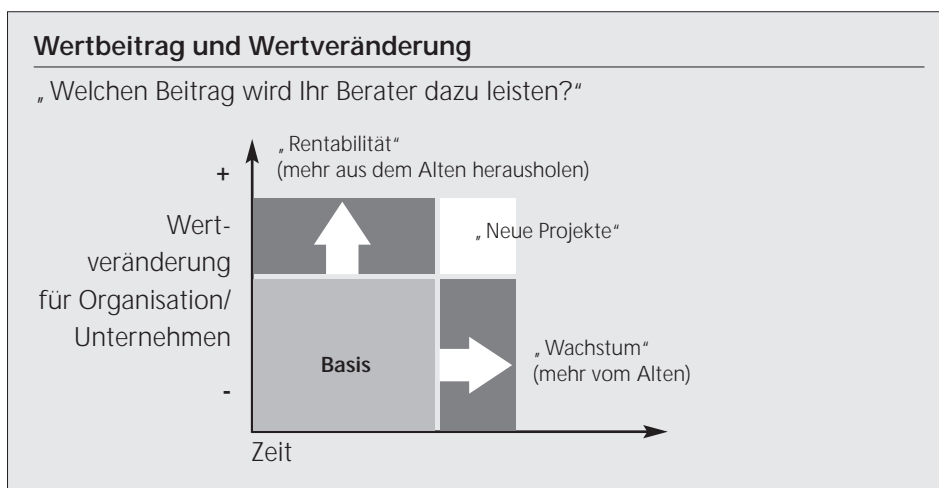 Wertbeitrag und Wertveränderung
„Welchen Beitrag wird Ihr Berater dazu leisten?“
„Rentabilität“
(mehr aus dem Alten herausholen)
+
Wert-
veränderung
für Organisation/
Unternehmen
-
„Neue Projekte“
Basis
„Wachstum“
(mehr vom Alten)
Zeit